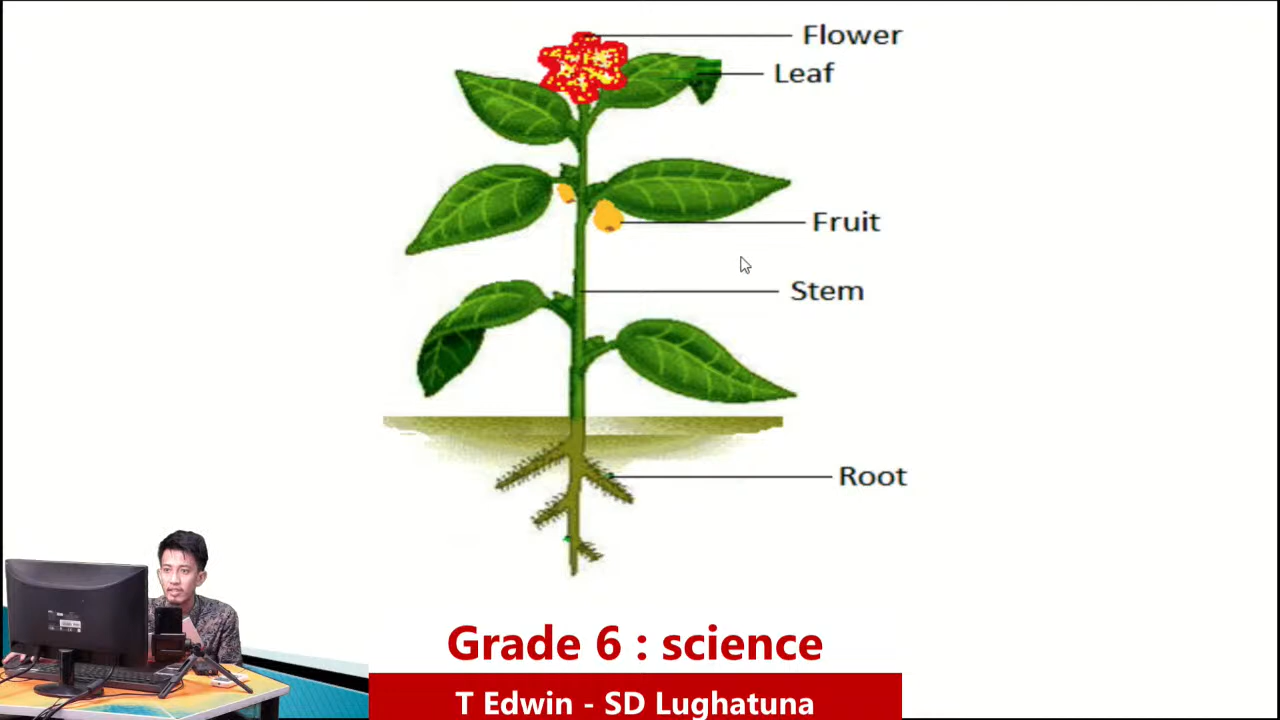 Flower
Leaf
Fruit
Stem
Root
Grade 6 : science
T Edwin - SD Lughatuna